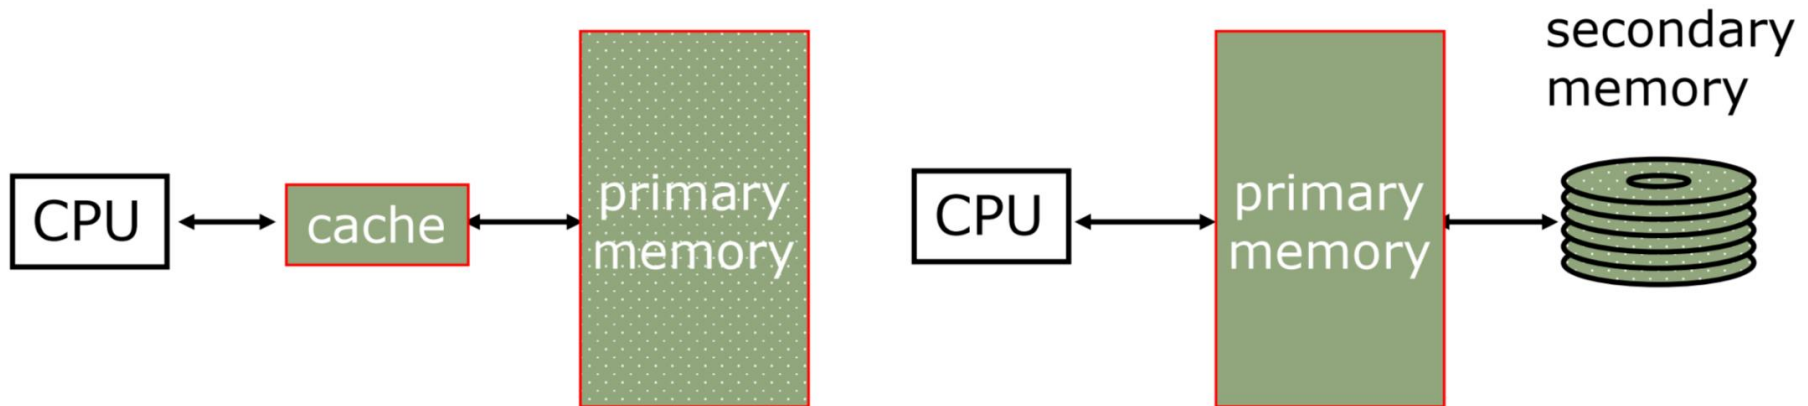 CPU
cache
primary
memory
CPU
primary
memory
secondary
memory